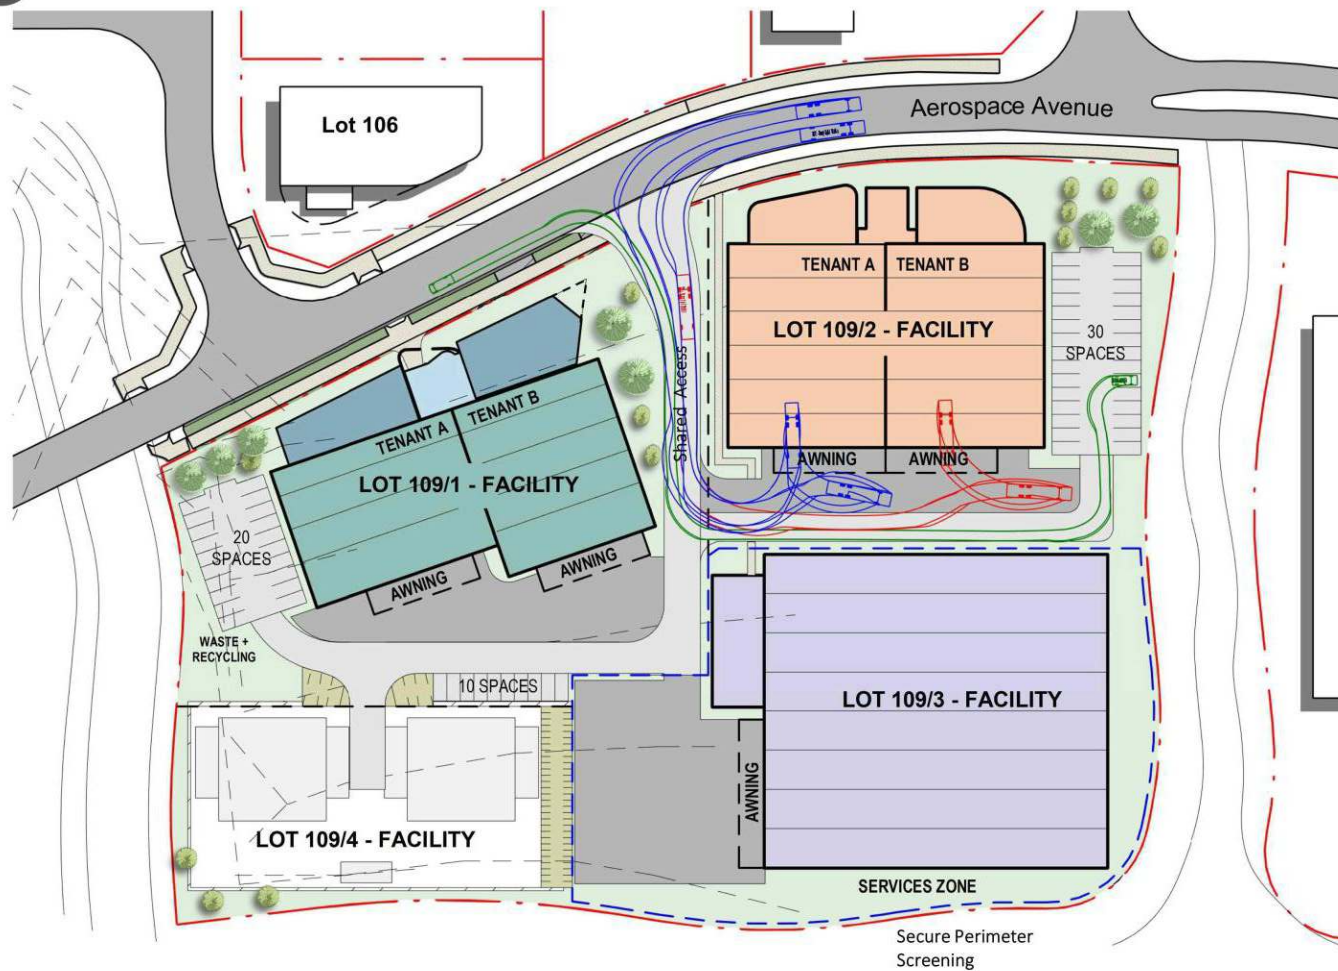 Aerospace Avenue
Lot 106
TENANT A
TENANT B
LOT 109/2 - FACILITY
30
SPACES
Shared Access
AWNING
AWNING
TENANT A
TENANT B
LOT 109/1 - FACILITY
20
SPACES
AWNING
AWNING
WASTE +
RECYCLING
10 SPACES
LOT 109/3 - FACILITY
AWNING
LOT 109/4 - FACILITY
SERVICES ZONE
Secure Perimeter
Screening